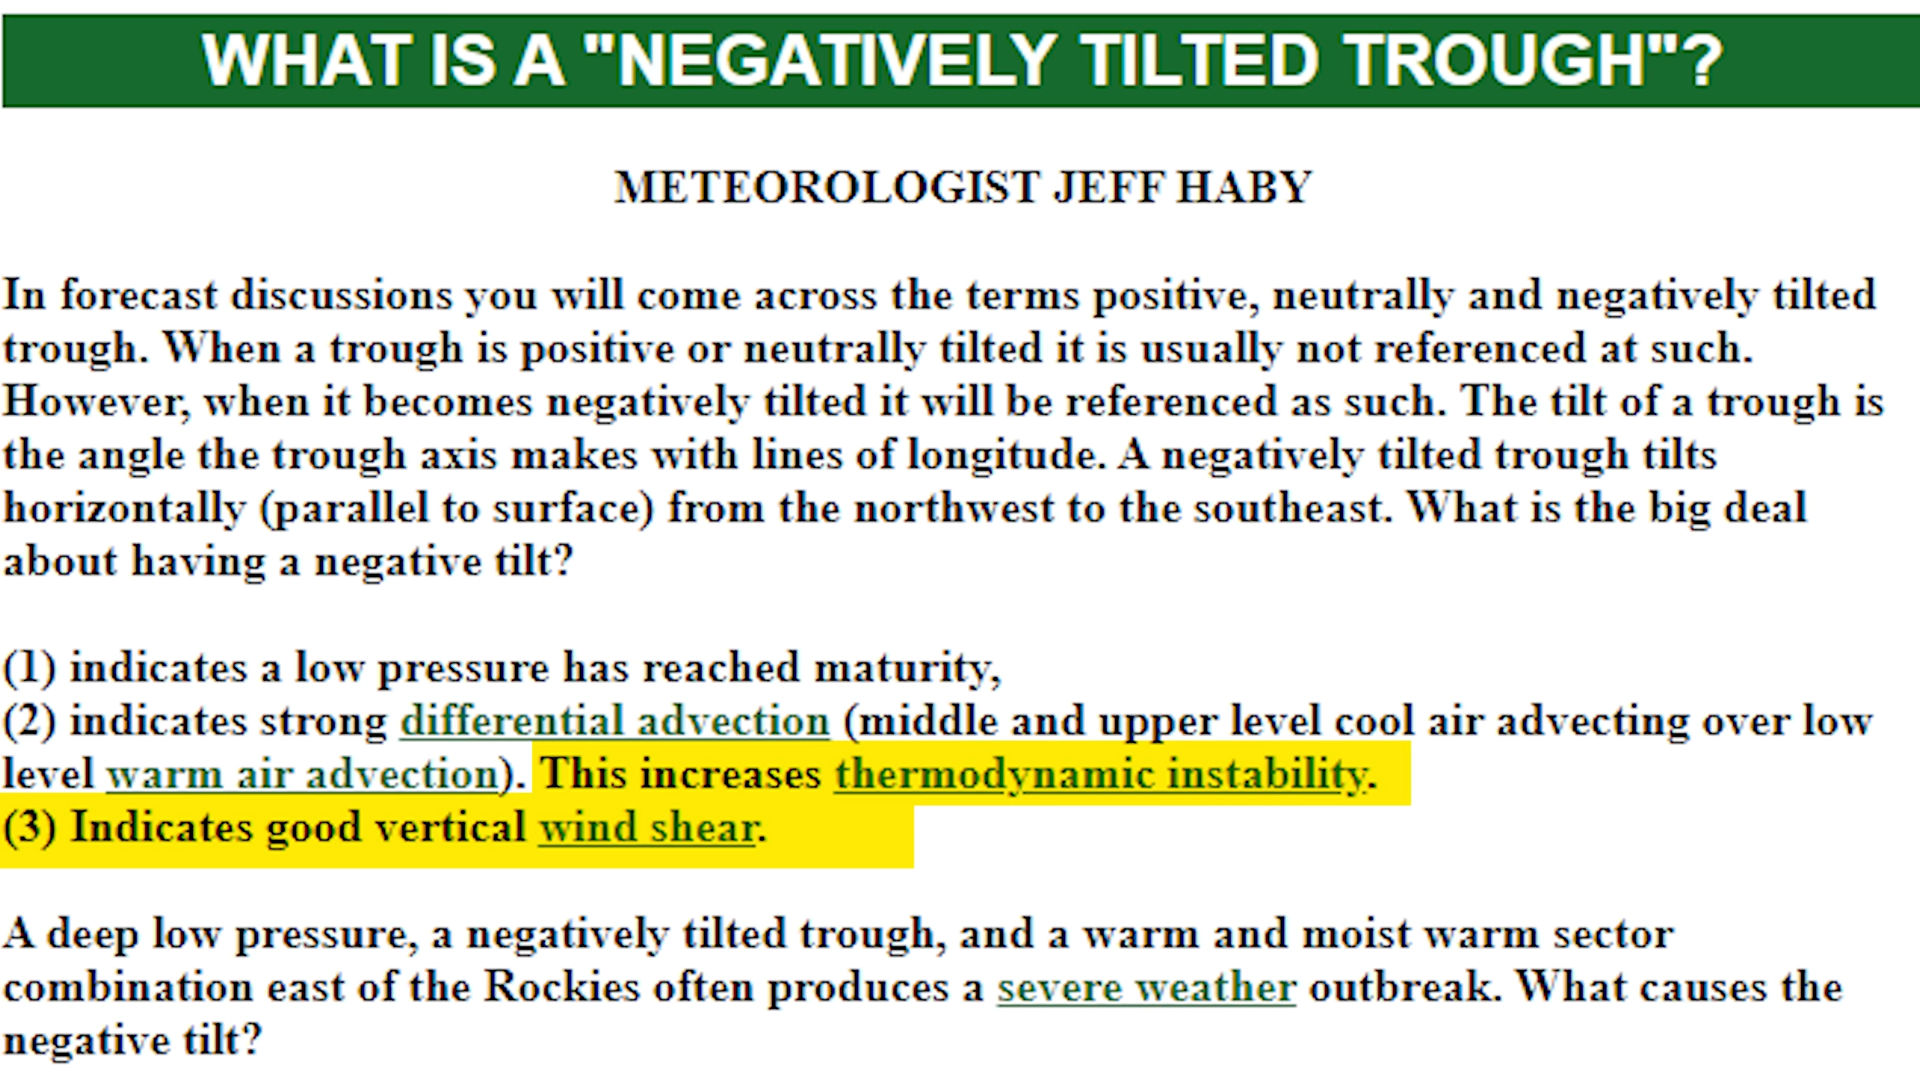 WHAT IS A "NEGATIVELY TILTED TROUGH"?
METEOROLOGIST JEFF HABY
In forecast discussions you will come across the terms positive, neutrally and negatively tilted
trough. When a trough is positive or neutrally tilted it is usually not referenced at such.
However, when it becomes negatively tilted it will be referenced as such. The tilt of a trough is
the angle the trough axis makes with lines of longitude. A negatively tilted trough tilts
horizontally (parallel to surface) from the northwest to the southeast. What is the big deal
about having a negative tilt?
(1) indicates a low pressure has reached maturity,
(2) indicates strong differential advection (middle and upper level cool air advecting over low
level warm air advection). This increases thermodynamic instability.
(3) Indicates good vertical wind shear.
A deep low pressure, a negatively tilted trough, and a warm and moist warm sector
combination east of the Rockies often produces a severe weather outbreak. What causes the
negative tilt?